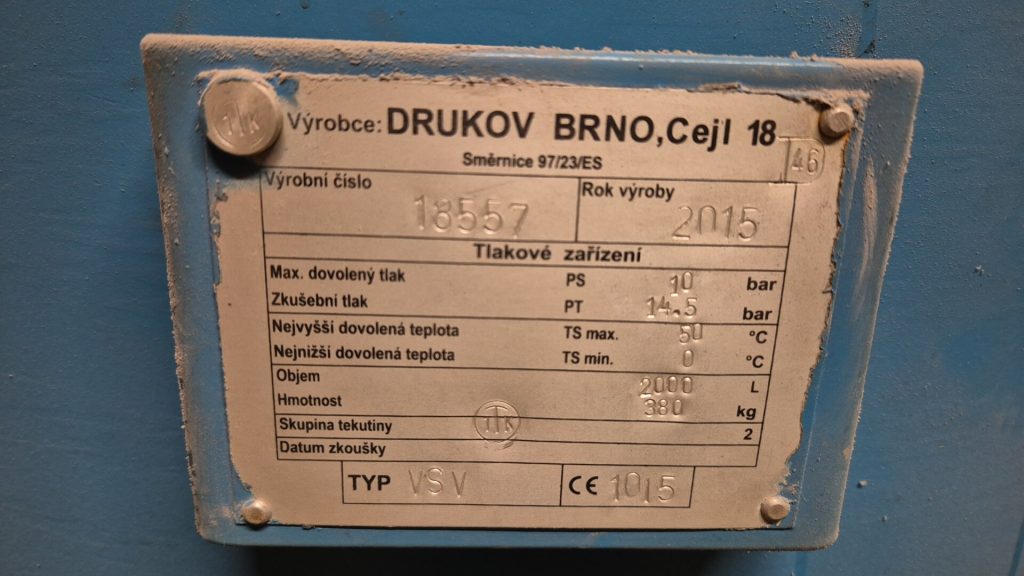 Výrobce: DRUKOV BRNO, Cejl 18
Směrnice 97/23/ES
46
Výrobní číslo 18557 Rok výroby 2015
Tlakové zařízení
Max. dovolený tlak PS 10 bar
Zkušební tlak PT 14.5 bar
Nejvyšší dovolená teplota TS max. 50 °C
Nejnižší dovolená teplota TS min. 0 °C
Objem 2000 L
Hmotnost 380 kg
Skupina tekutiny 2
Datum zkoušky
TYP VSV CE 1015